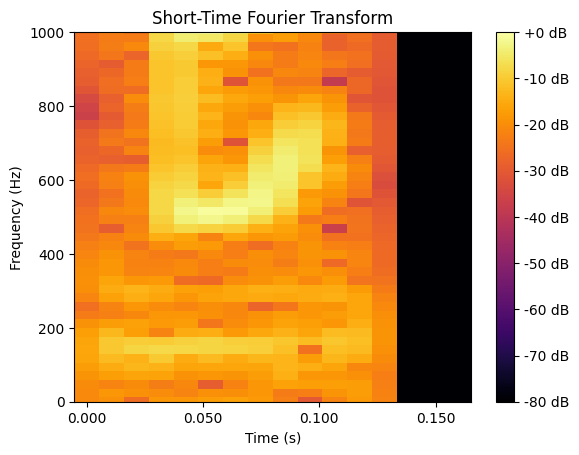 Short-Time Fourier Transform
1000
800
600
400
200
0
Frequency (Hz)
0.000
0.050
0.100
0.150
Time (s)
+0 dB
-10 dB
-20 dB
-30 dB
-40 dB
-50 dB
-60 dB
-70 dB
-80 dB